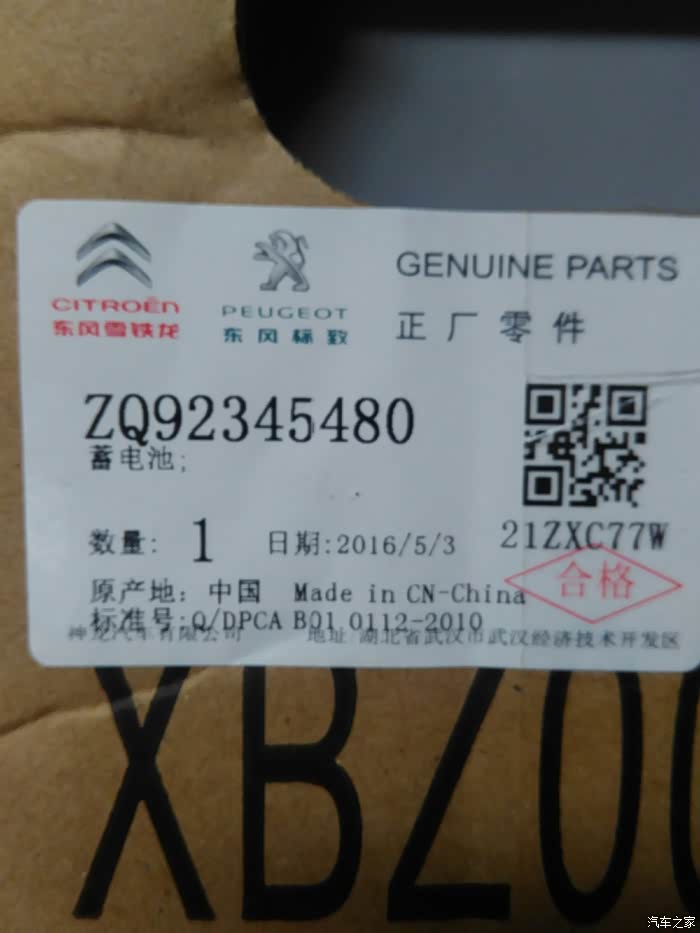 CITROËN
东风雪铁龙
PEUGEOT
东风标致
GENUINE PARTS
正厂零件
ZQ92345480
蓄电池;
数量: 1 日期:2016/5/3
21ZXC77W
合格
原产地: 中国 Made in CN-China
标准号:Q/DPCA B01 0112-2010
神龙汽车有限公司 地址:湖北省武汉市武汉经济技术开发区
XBZ00
汽车之家